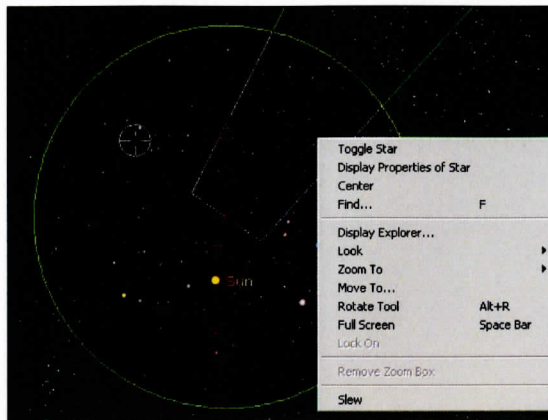 Toggle Star
Display Properties of Star
Center
Find... F
Display Explorer...
Look
Zoom To
Move To...
Rotate Tool Alt+R
Full Screen Space Bar
Lock On
Remove Zoom Box
Slew
Sun